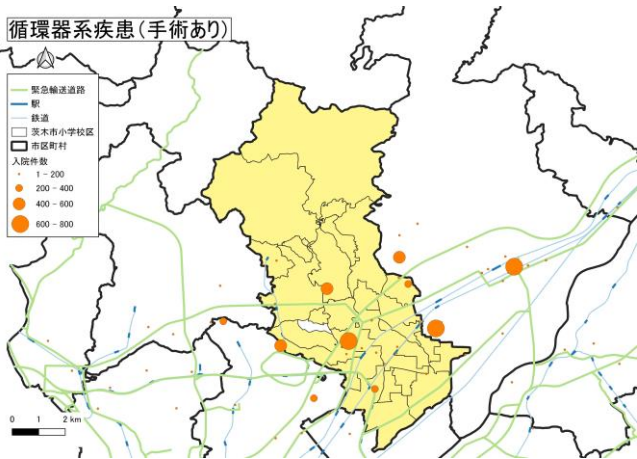 循環器系疾患(手術あり)
緊急輸送道路
駅
鉄道
茨木市小学校区
市区町村
入院件数
1 - 200
200 - 400
400 - 600
600 - 800
0 1 2 km